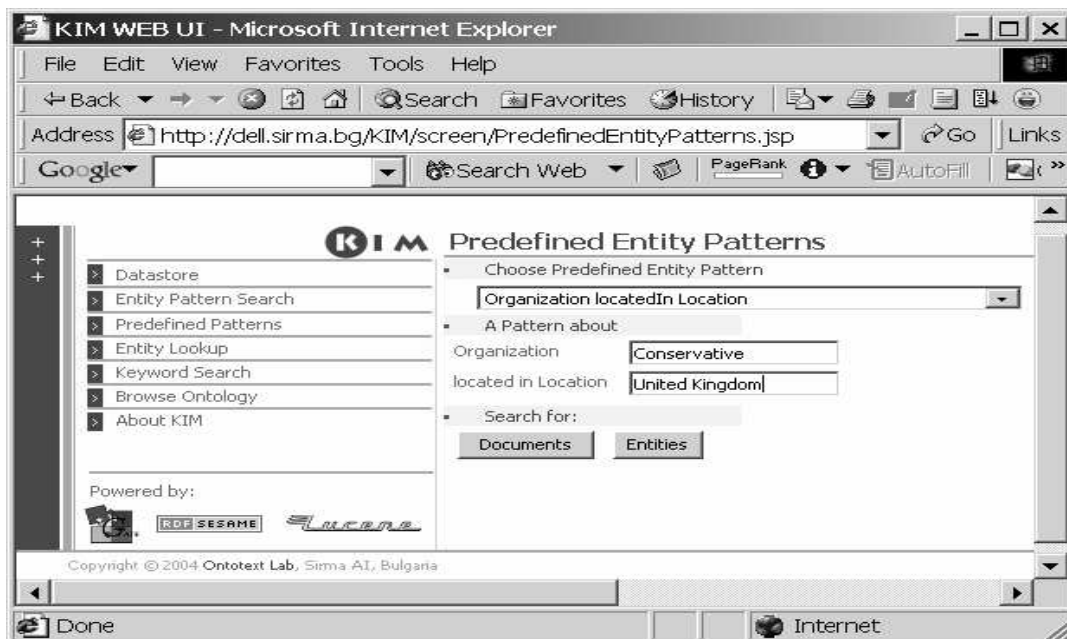 KIM WEB UI - Microsoft Internet Explorer
File Edit View Favorites Tools Help
Back Search Favorites History
Address http://dell.sirma.bg/KIM/screen/PredefinedEntityPatterns.jsp Go Links
Google Search Web PageRank AutoFill »
+
+
+
KIM Predefined Entity Patterns
Datastore
Entity Pattern Search
Predefined Patterns
Entity Lookup
Keyword Search
Browse Ontology
About KIM
Powered by:
RDF SESAME Lucene
Choose Predefined Entity Pattern
Organization locatedIn Location
A Pattern about
Organization Conservative
located in Location United Kingdom
Search for:
Documents Entities
Copyright © 2004 Ontotext Lab, Sirma AI, Bulgaria
Done Internet